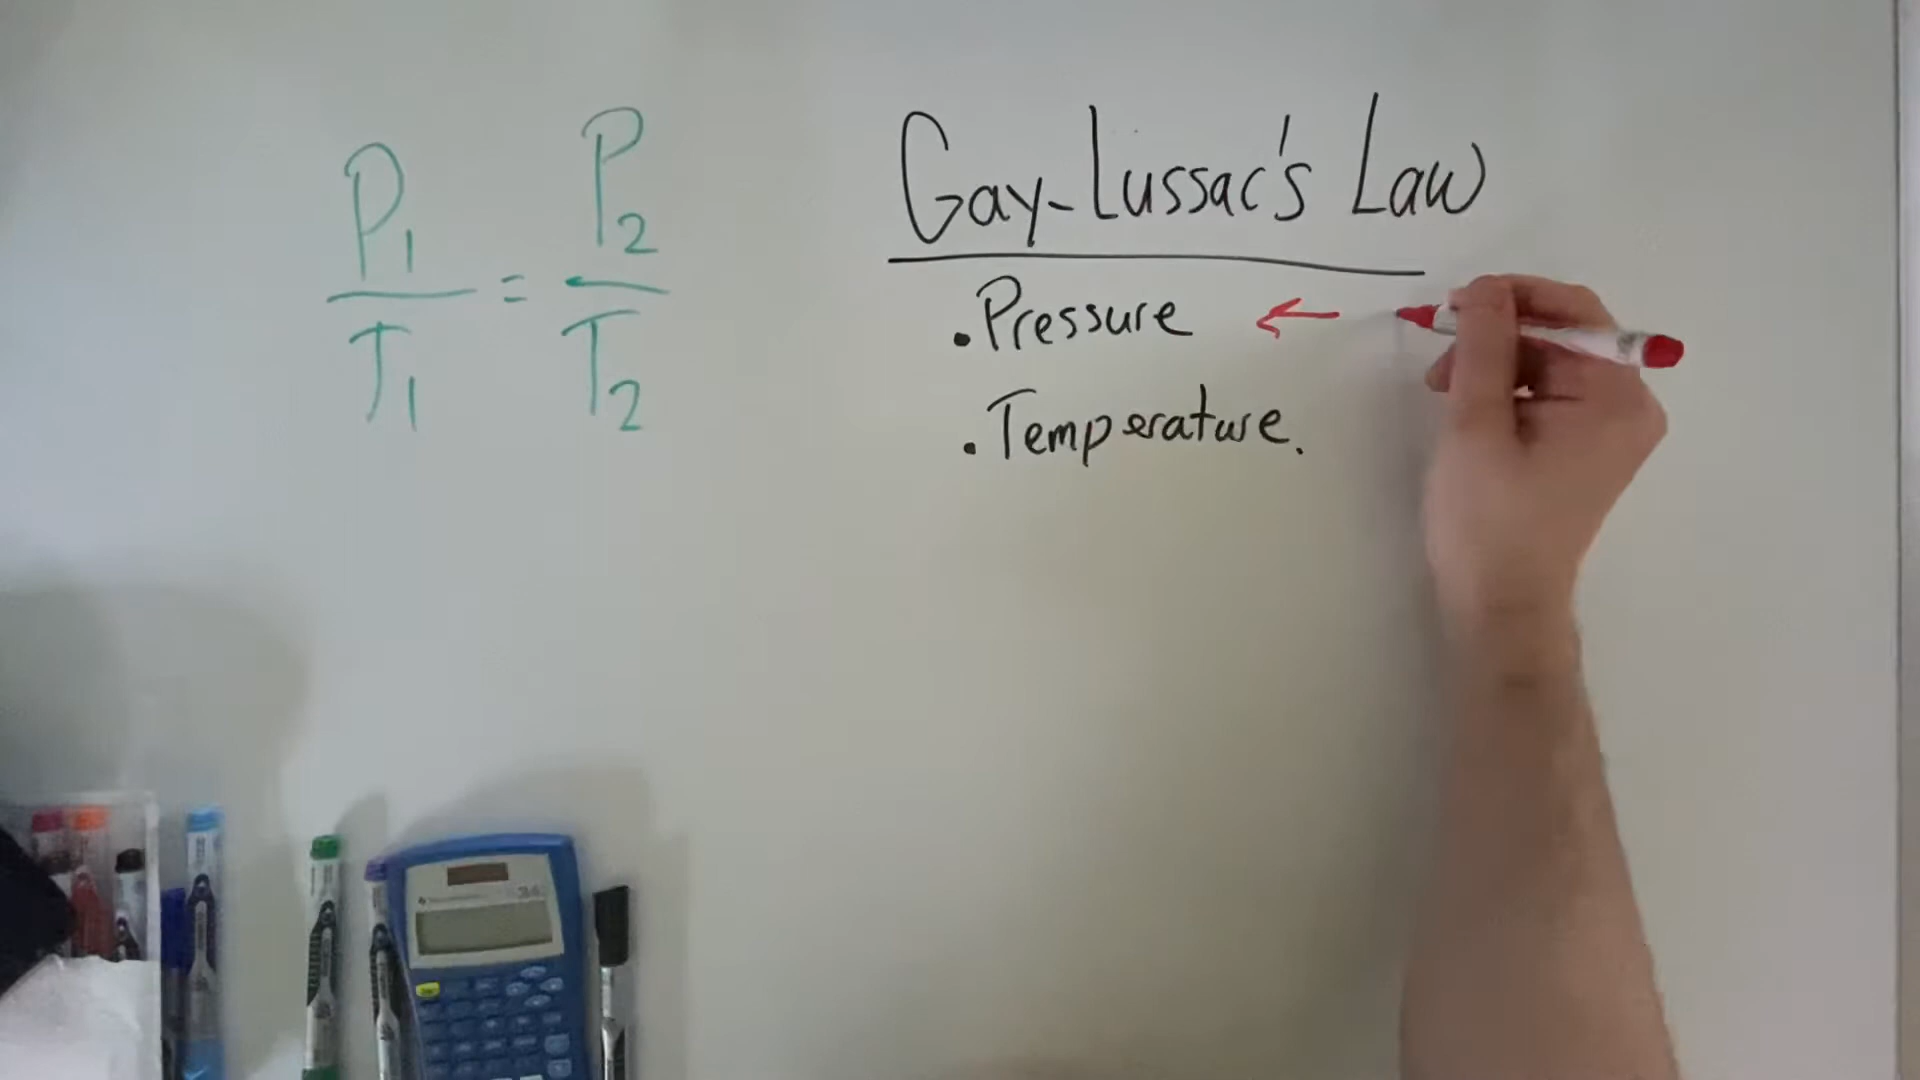 P1 = P2
T1 T2
Gay-Lussac's Law
.Pressure ←
.Temperature.